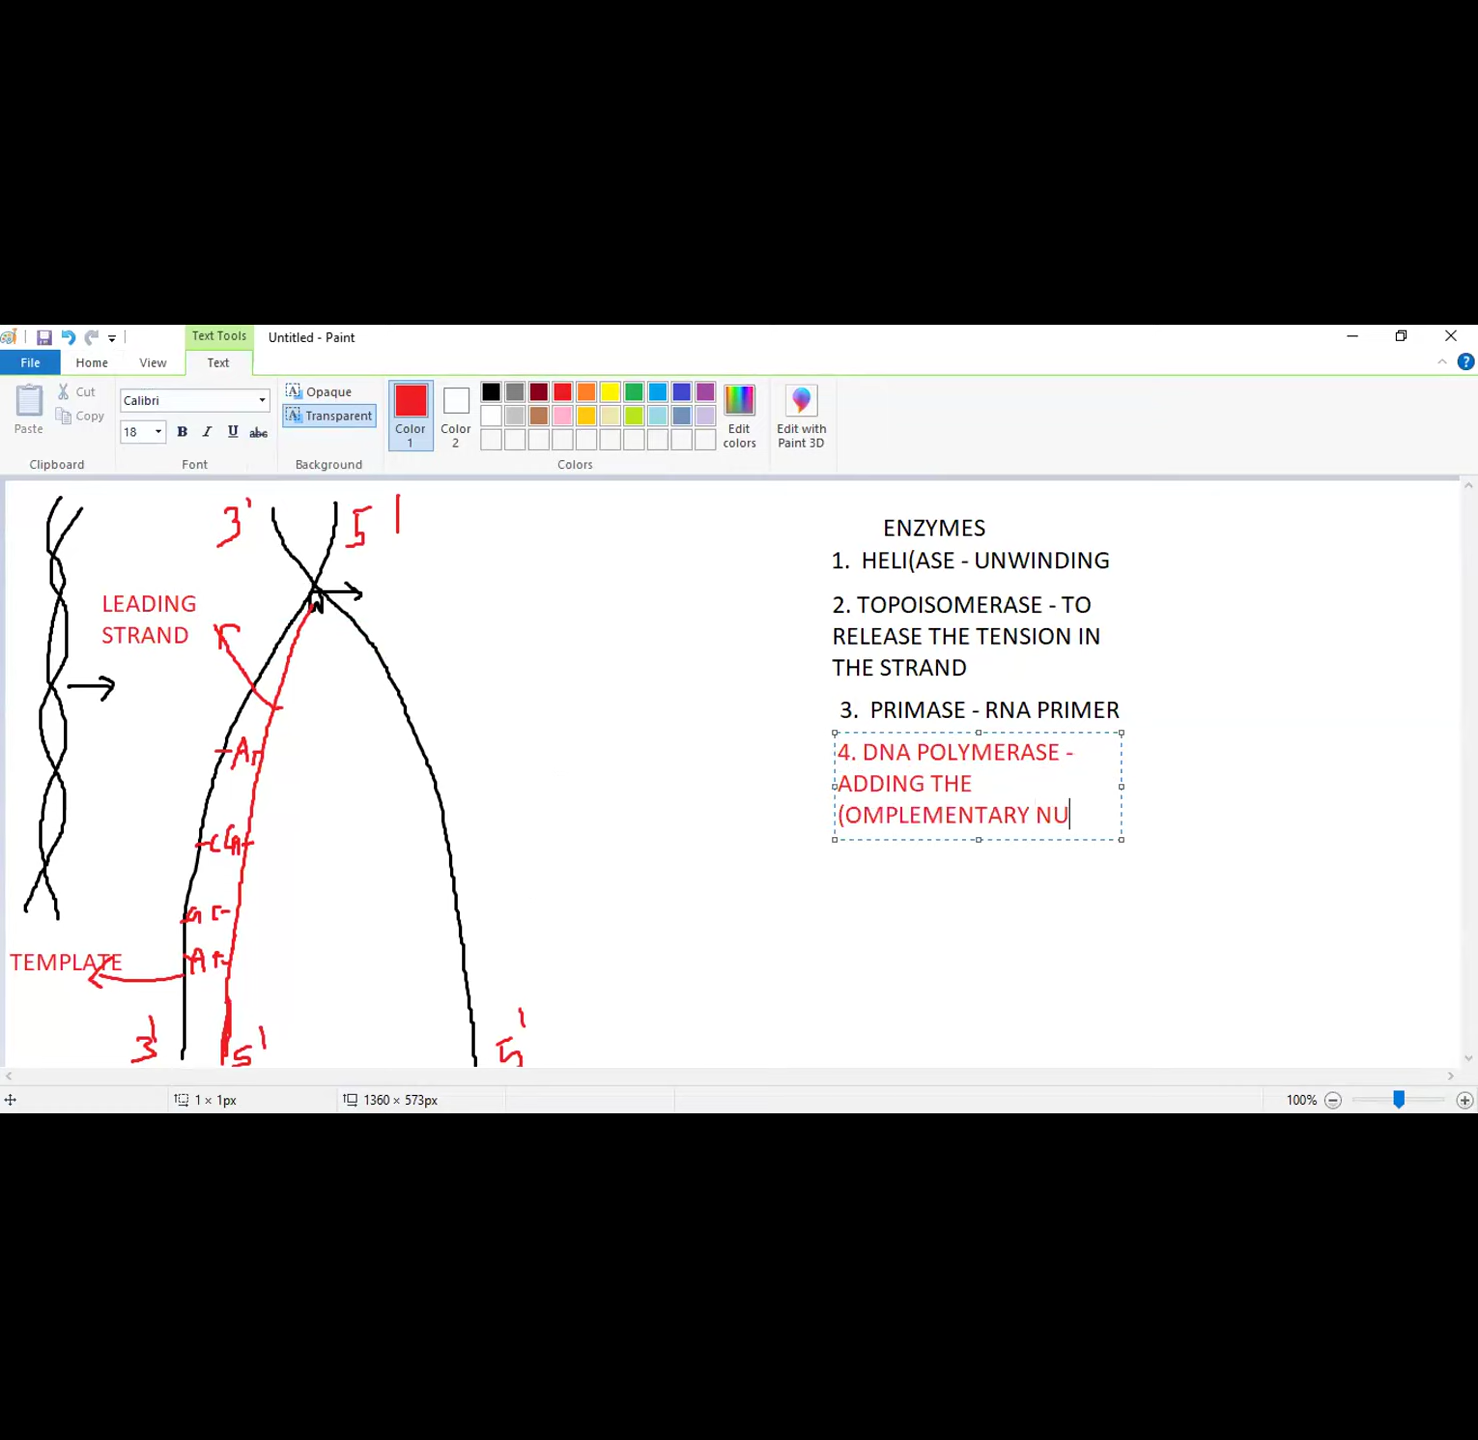 Text Tools
Untitled - Paint
File
Home
View
Text
Paste
Cut
Copy
Clipboard
Calibri
18
B I U abc
Font
Opaque
Transparent
Background
Color 1
Color 2
Edit colors
Colors
Edit with Paint 3D
3' 5'
LEADING
STRAND
A
C G
G C
A
TEMPLATE
3' 5' 5'
ENZYMES
1. HELI(ASE - UNWINDING
2. TOPOISOMERASE - TO
RELEASE THE TENSION IN
THE STRAND
3. PRIMASE - RNA PRIMER
4. DNA POLYMERASE -
ADDING THE
(OMPLEMENTARY NU
1 × 1px
1360 × 573px
100%